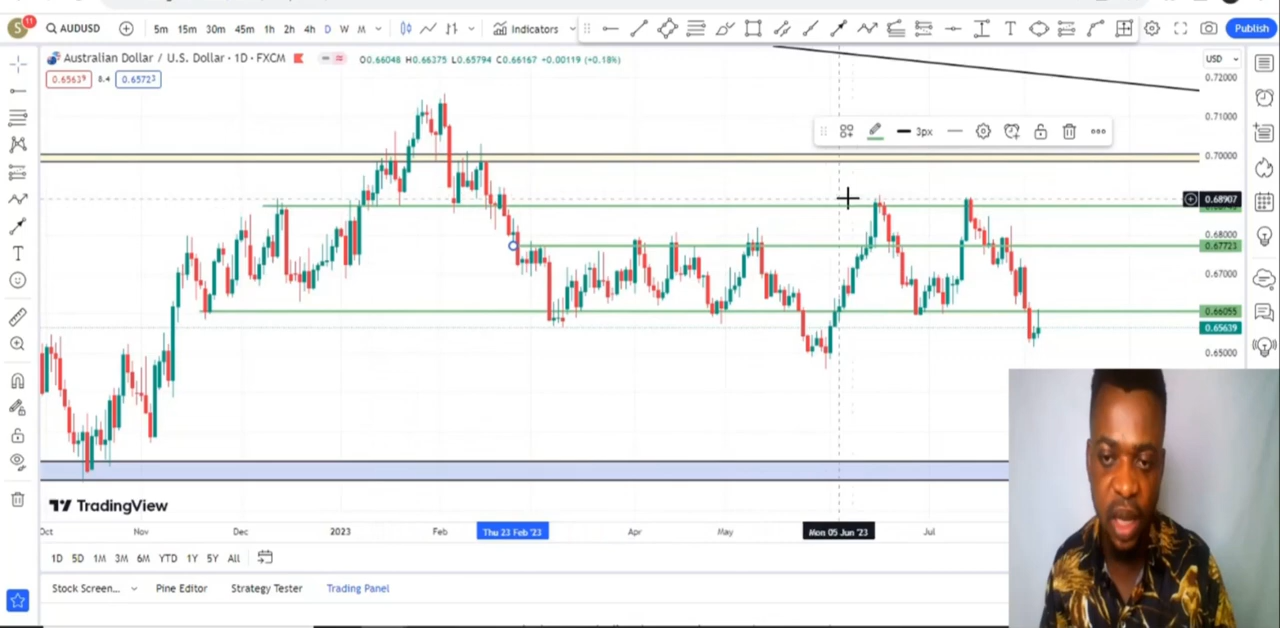 S 11 AUDUSD 5m 15m 30m 45m 1h 2h 4h D W M Indicators T Publish
Australian Dollar / U.S. Dollar · 1D · FXCM O0.66048 H0.66375 L0.65794 C0.66167 +0.00119 (+0.18%) USD
0.65639 8.4 0.65723
0.72000
0.71000
3px
0.70000
0.68907
0.68000
0.67723
0.67000
0.66055
0.65639
0.65000
TradingView
Oct Nov Dec 2023 Feb Thu 23 Feb '23 Apr May Mon 05 Jun '23 Jul
1D 5D 1M 3M 6M YTD 1Y 5Y All
Stock Screen... Pine Editor Strategy Tester Trading Panel